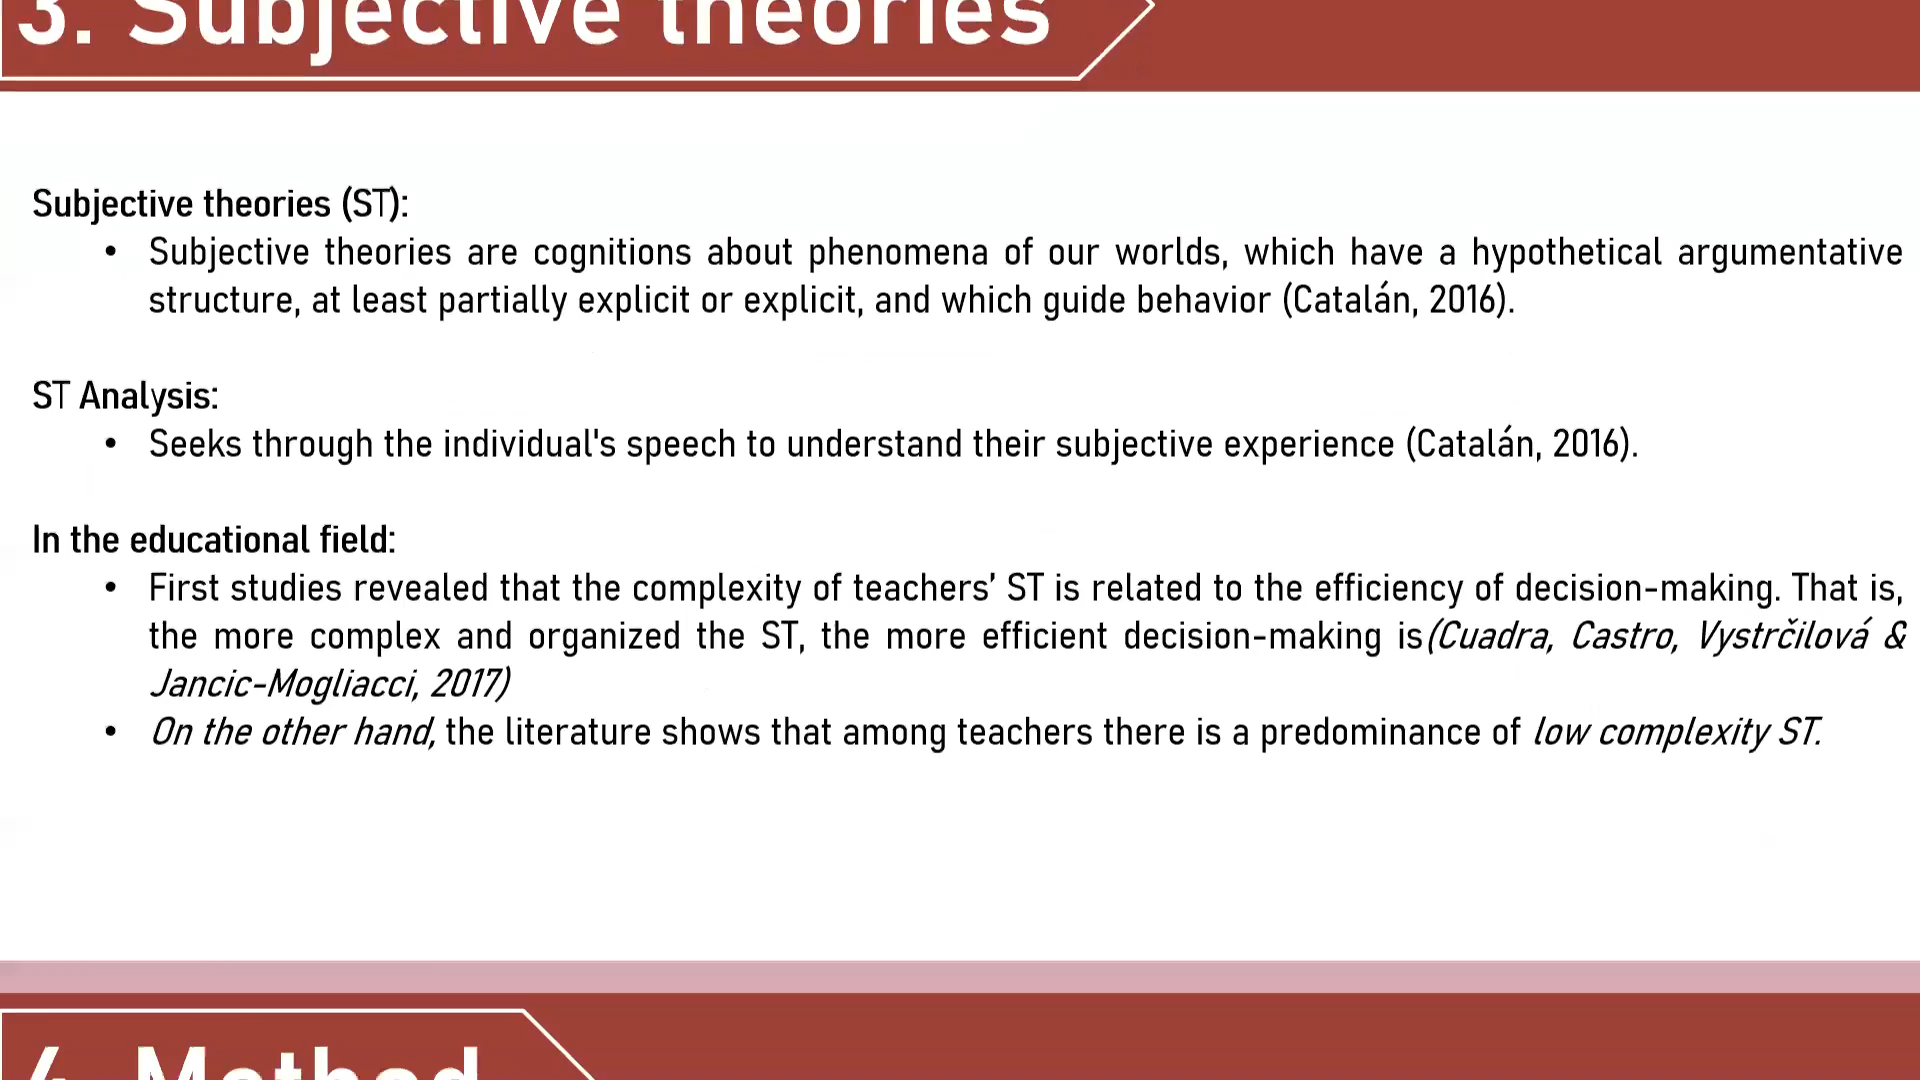 3. Subjective theories
Subjective theories (ST):
• Subjective theories are cognitions about phenomena of our worlds, which have a hypothetical argumentative
structure, at least partially explicit or explicit, and which guide behavior (Catalán, 2016).
ST Analysis:
• Seeks through the individual's speech to understand their subjective experience (Catalán, 2016).
In the educational field:
• First studies revealed that the complexity of teachers’ ST is related to the efficiency of decision-making. That is,
the more complex and organized the ST, the more efficient decision-making is(Cuadra, Castro, Vystrčilová &
Jancic-Mogliacci, 2017)
• On the other hand, the literature shows that among teachers there is a predominance of low complexity ST.
4. Method